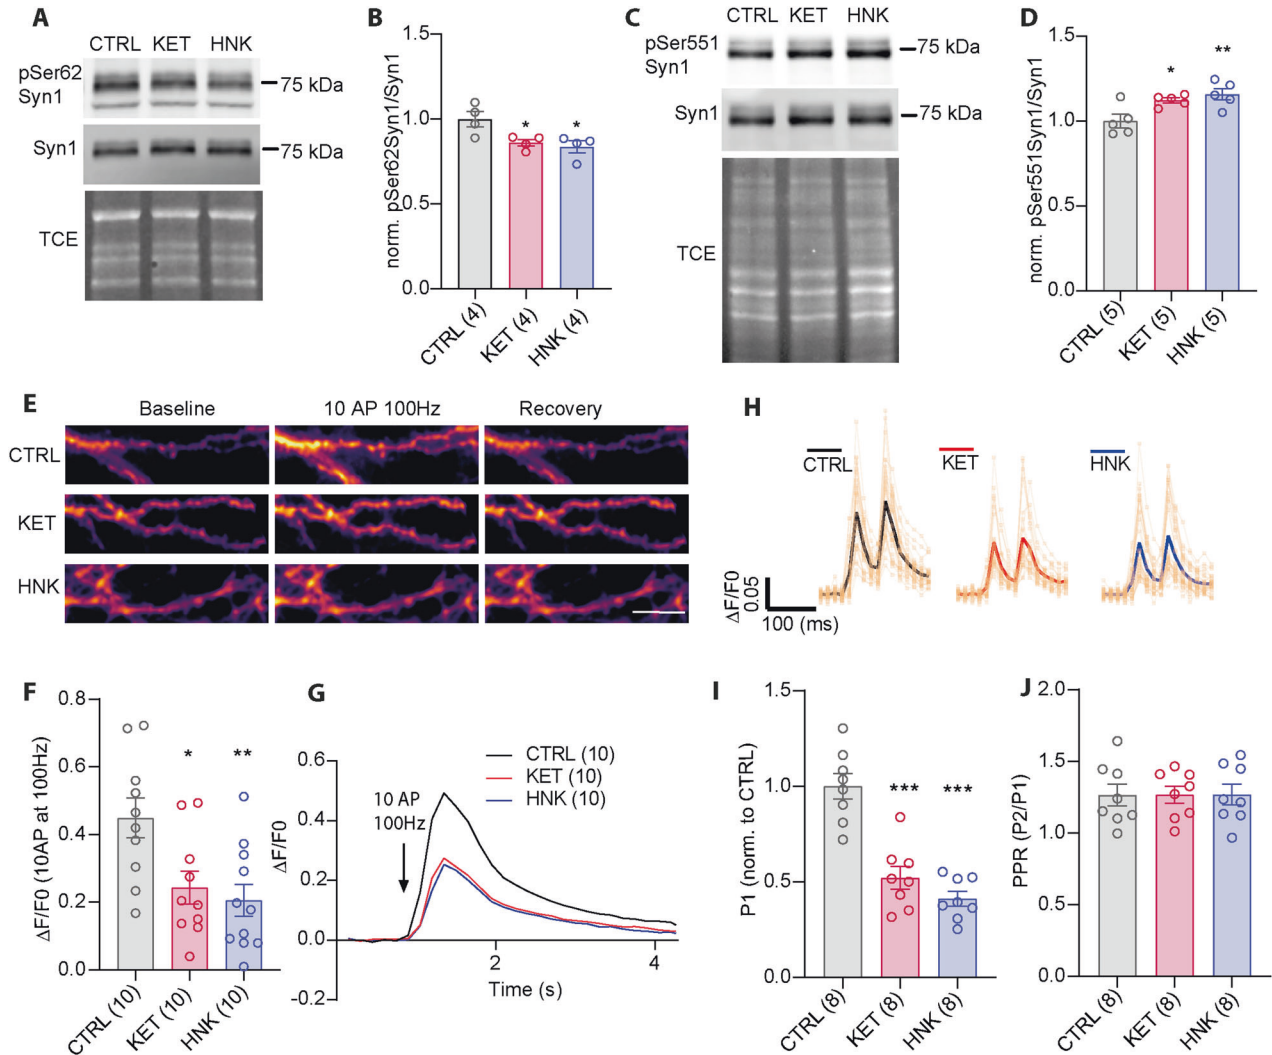 A
CTRL KET HNK
pSer62
Syn1
75 kDa
Syn1
75 kDa
TCE
B
norm. pSer62Syn1/Syn1
1.5
1.0
0.5
0.0
*
*
CTRL (4)
KET (4)
HNK (4)
C
CTRL KET HNK
pSer551
Syn1
75 kDa
Syn1
75 kDa
TCE
D
norm. pSer551Syn1/Syn1
1.5
1.0
0.5
0.0
*
**
CTRL (5)
KET (5)
HNK (5)
E
Baseline 10 AP 100Hz Recovery
CTRL
KET
HNK
H
CTRL
KET
HNK
ΔF/F0
0.05
100 (ms)
F
ΔF/F0 (10AP at 100Hz)
0.8
0.6
0.4
0.2
0.0
*
**
CTRL (10)
KET (10)
HNK (10)
G
ΔF/F0
0.6
0.4
0.2
0.0
-0.2
10 AP
100Hz
CTRL (10)
KET (10)
HNK (10)
2
4
Time (s)
I
P1 (norm. to CTRL)
1.5
1.0
0.5
0.0
***
***
CTRL (8)
KET (8)
HNK (8)
J
PPR (P2/P1)
2.0
1.5
1.0
0.5
0.0
CTRL (8)
KET (8)
HNK (8)